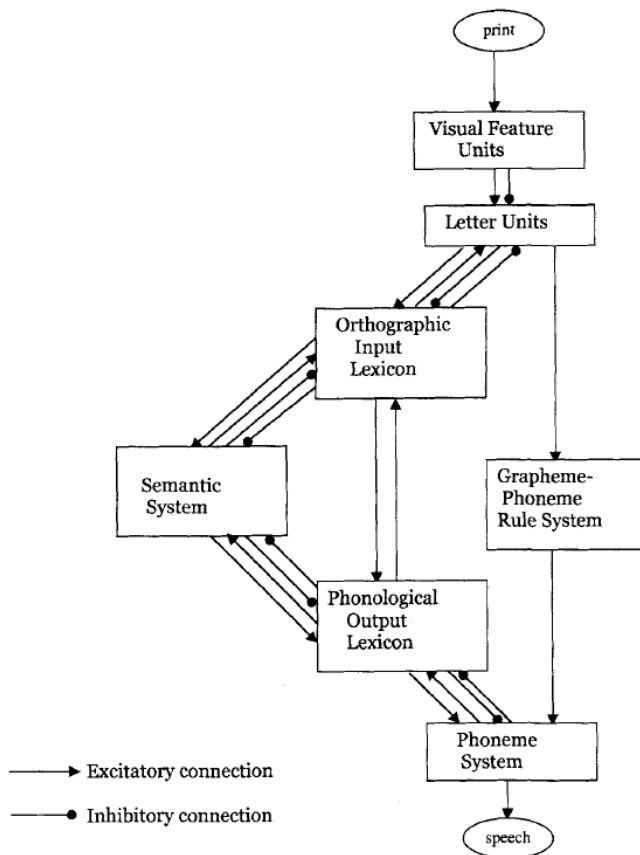 print
Visual Feature
Units
Letter Units
Orthographic
Input
Lexicon
Semantic
System
Grapheme-
Phoneme
Rule System
Phonological
Output
Lexicon
Phoneme
System
Excitatory connection
Inhibitory connection
speech